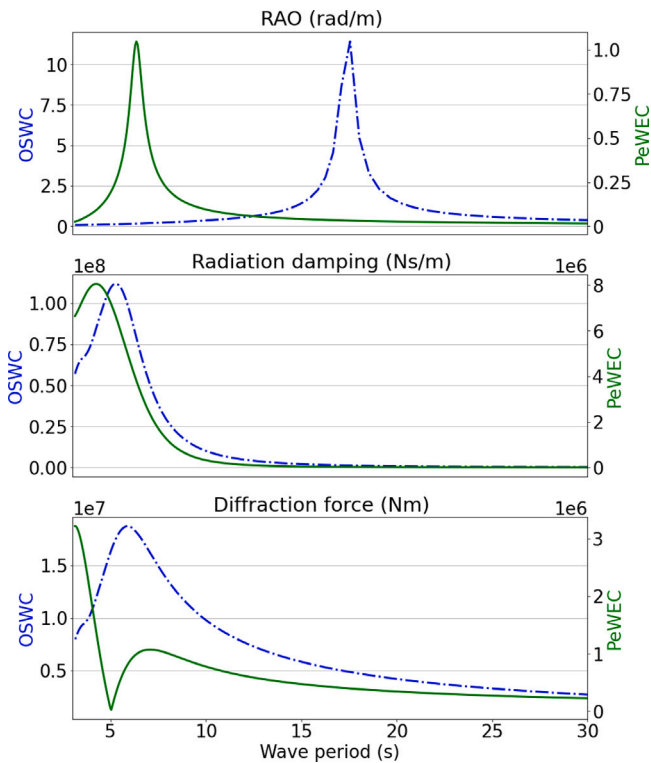 RAO (rad/m)
10
7.5
5
2.5
0
OSWC
1.0
0.75
0.5
0.25
0
PeWEC
1e8
Radiation damping (Ns/m)
1e6
1.00
0.75
0.50
0.25
0.00
OSWC
8
6
4
2
0
PeWEC
1e7
Diffraction force (Nm)
1e6
1.5
1.0
0.5
OSWC
3
2
1
0
PeWEC
5 10 15 20 25 30
Wave period (s)